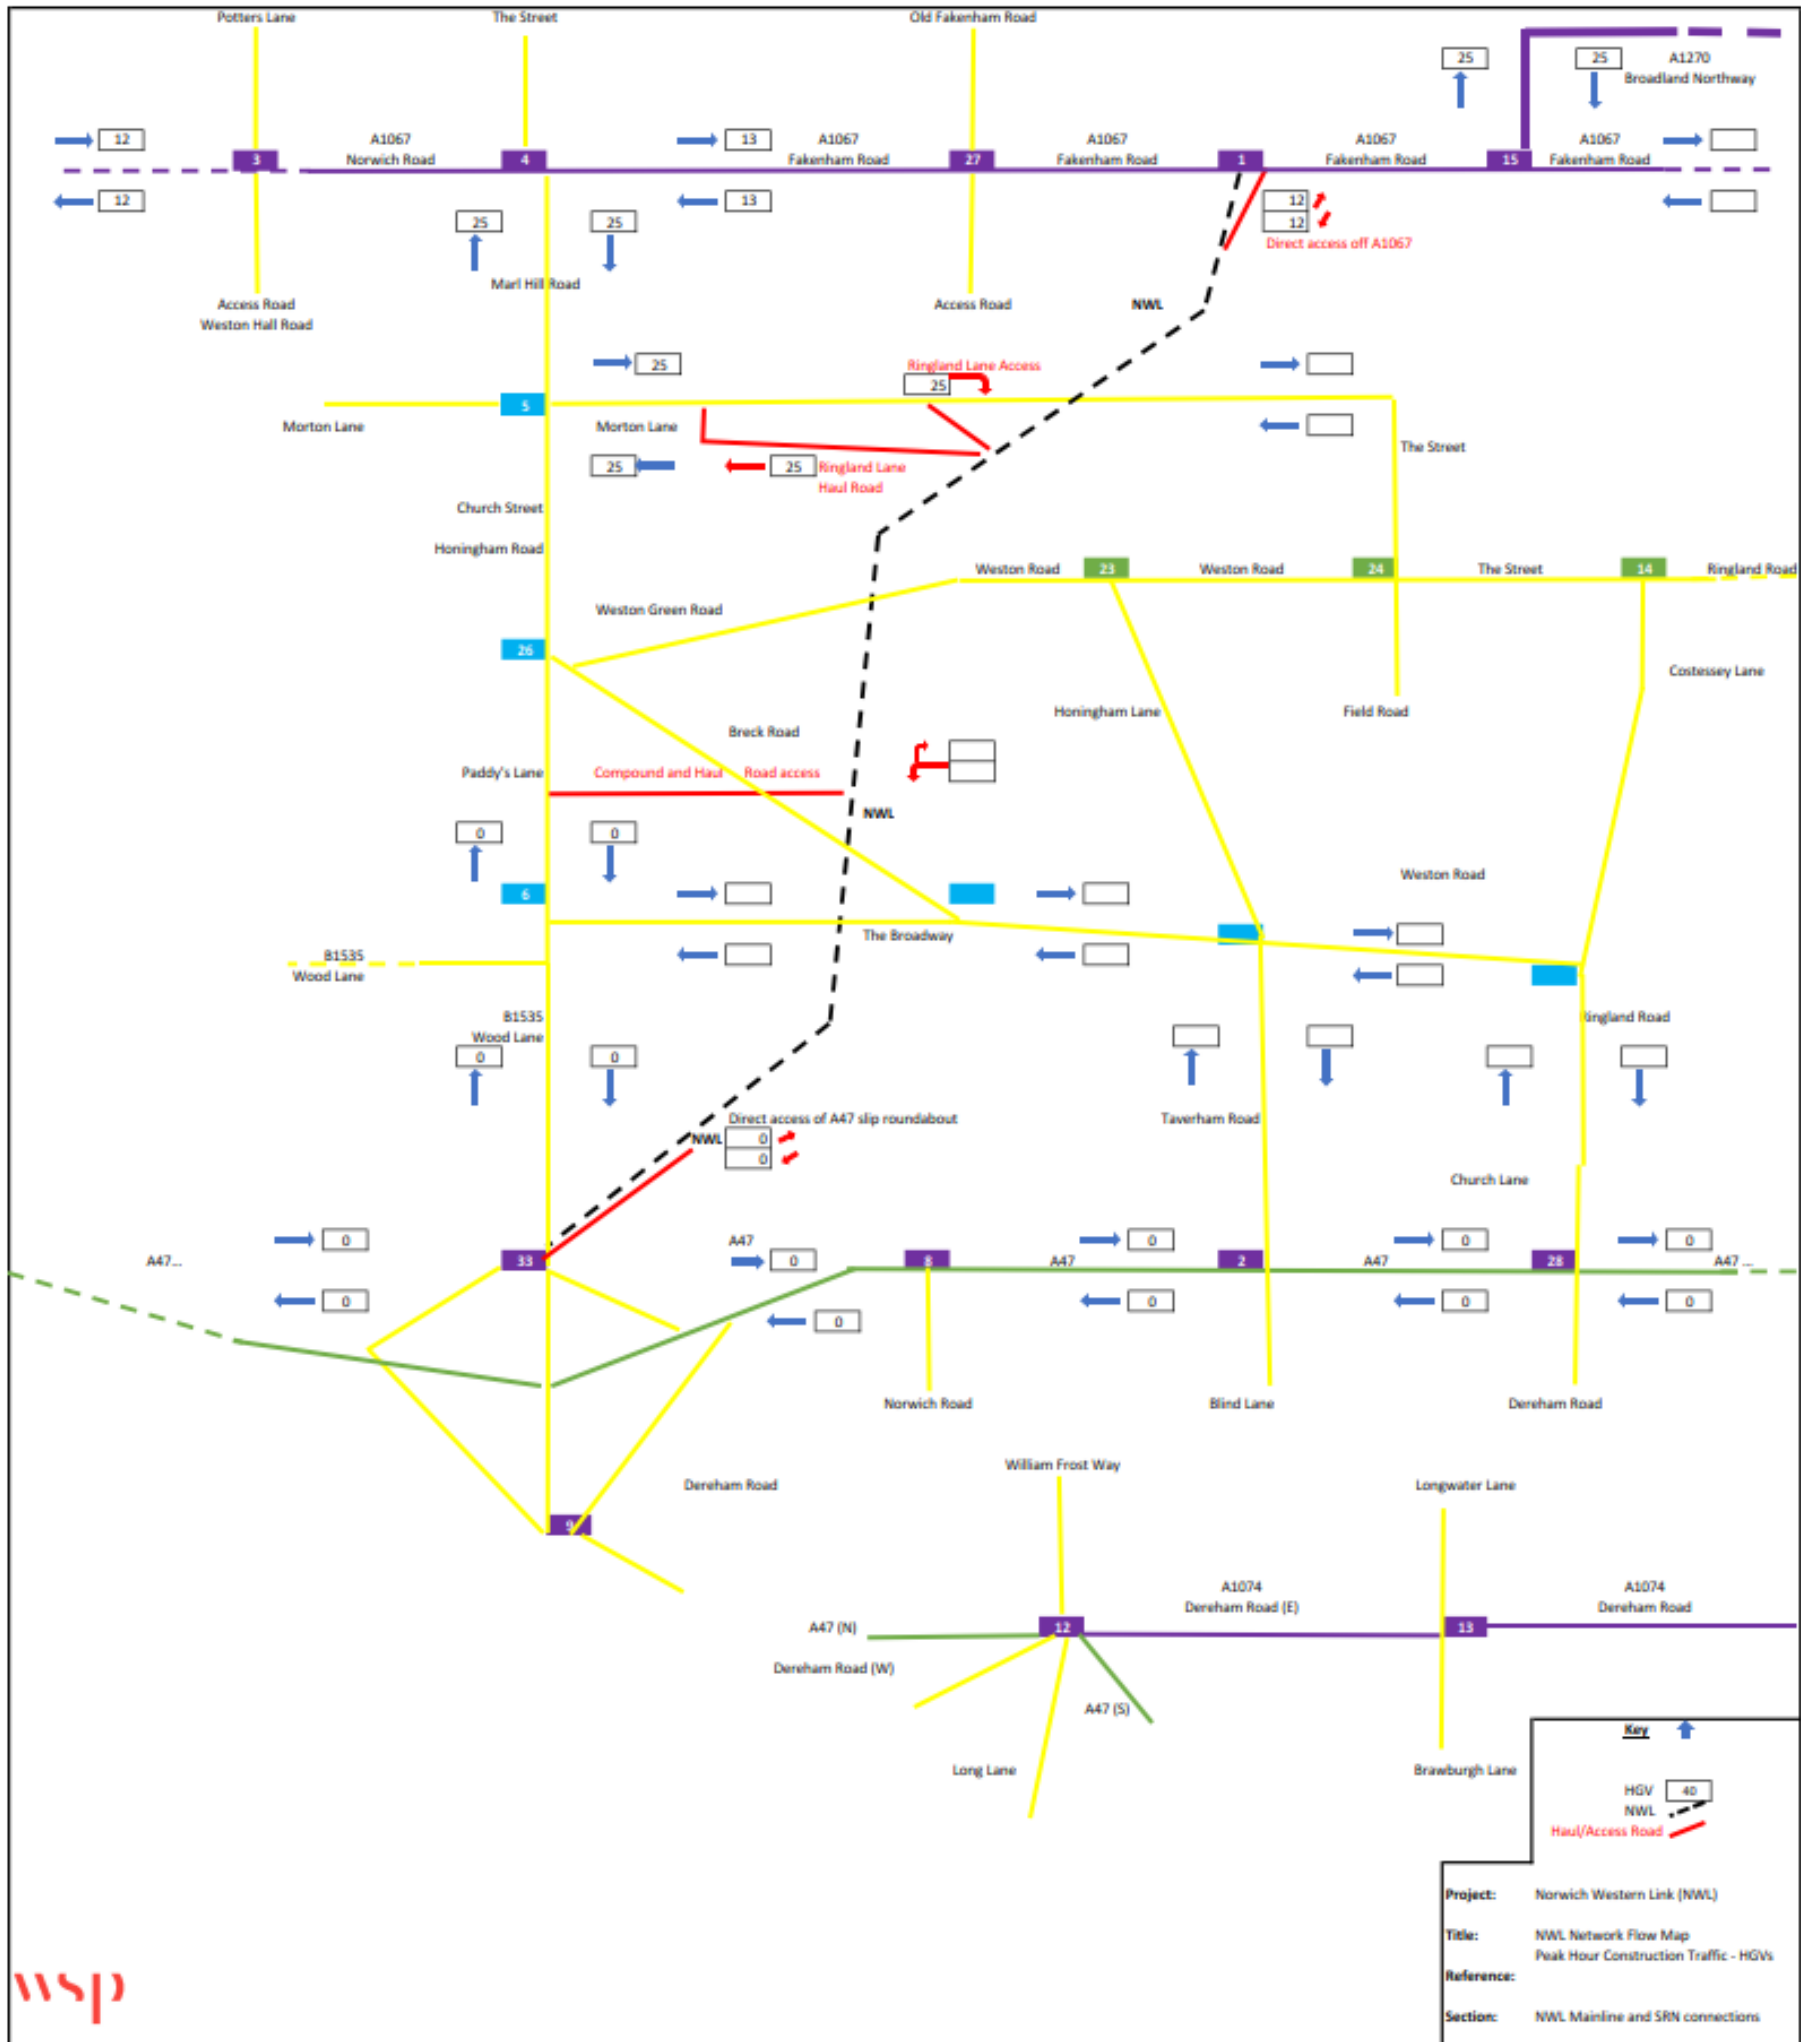 Potters Lane
The Street
Old Fakenham Road
25
25
A1270
Broadland Northway
12
13
A1067
Norwich Road
A1067
Fakenham Road
A1067
Fakenham Road
A1067
Fakenham Road
A1067
Fakenham Road
3
4
27
1
15
12
13
12
12
Direct access off A1067
25
25
Marl Hill Road
Access Road
Weston Hall Road
Access Road
NWL
25
Ringland Lane Access
25
5
Morton Lane
Morton Lane
The Street
25
25
Ringland Lane
Haul Road
Church Street
Honingham Road
Weston Road
23
Weston Road
24
The Street
14
Ringland Road
Weston Green Road
26
Costessey Lane
Honingham Lane
Field Road
Breck Road
Paddy's Lane
Compound and Haul Road access
NWL
0
0
Weston Road
6
The Broadway
B1535
Wood Lane
B1535
Wood Lane
Ringland Road
0
0
Direct access of A47 slip roundabout
NWL
0
0
Taverham Road
Church Lane
0
A47
0
0
0
0
A47...
33
8
A47
2
A47
28
A47 ...
0
0
0
0
0
Norwich Road
Blind Lane
Dereham Road
William Frost Way
Dereham Road
Longwater Lane
9
A1074
Dereham Road (E)
A1074
Dereham Road
A47 (N)
12
13
Dereham Road (W)
A47 (S)
Long Lane
Brawburgh Lane
Key
HGV 40
NWL
Haul/Access Road
Project: Norwich Western Link (NWL)
Title: NWL Network Flow Map
Peak Hour Construction Traffic - HGVs
Reference:
Section: NWL Mainline and SRN connections
wsp